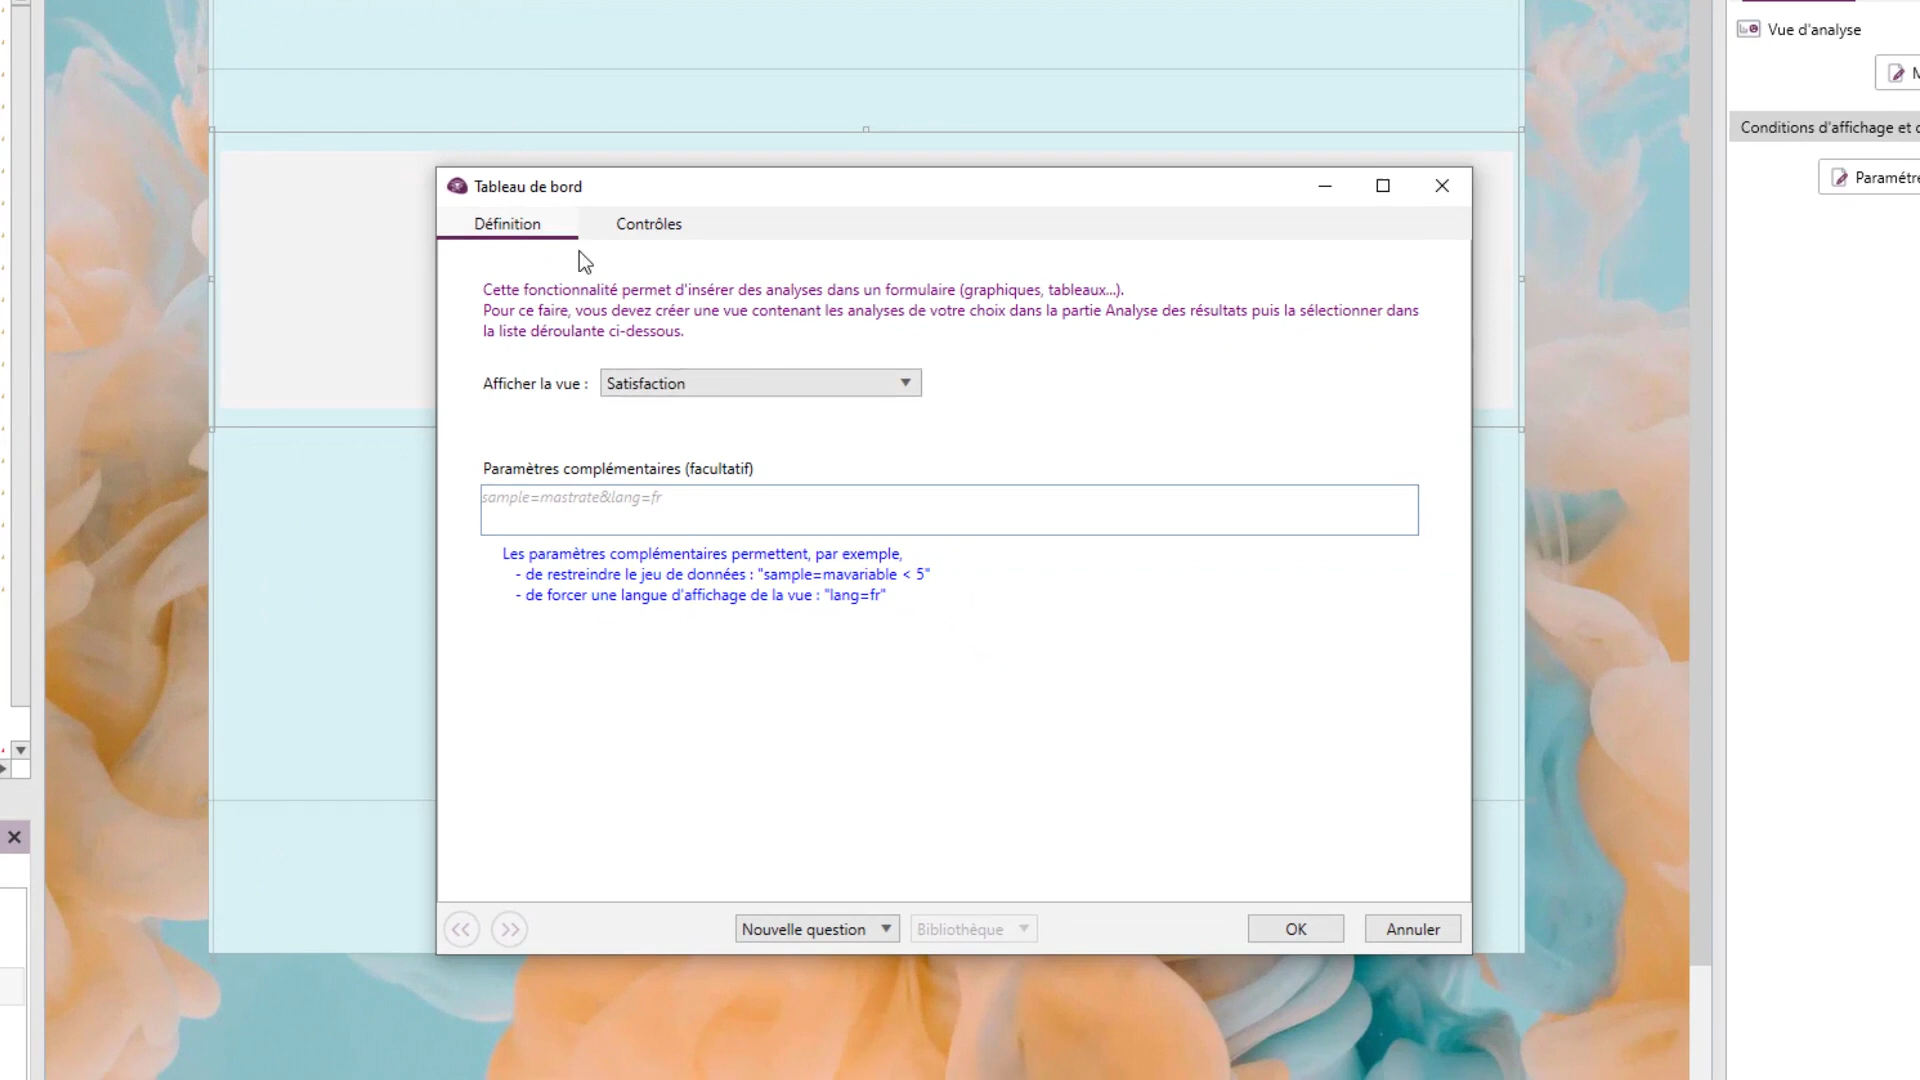 Vue d'analyse
Conditions d'affichage et
Tableau de bord
Définition
Contrôles
Cette fonctionnalité permet d'insérer des analyses dans un formulaire (graphiques, tableaux...).
Pour ce faire, vous devez créer une vue contenant les analyses de votre choix dans la partie Analyse des résultats puis la sélectionner dans
la liste déroulante ci-dessous.
Afficher la vue : Satisfaction
Paramètres complémentaires (facultatif)
sample=mastrate&lang=fr
Les paramètres complémentaires permettent, par exemple,
- de restreindre le jeu de données : "sample=mavariable < 5"
- de forcer une langue d'affichage de la vue : "lang=fr"
Nouvelle question
Bibliothèque
OK
Annuler